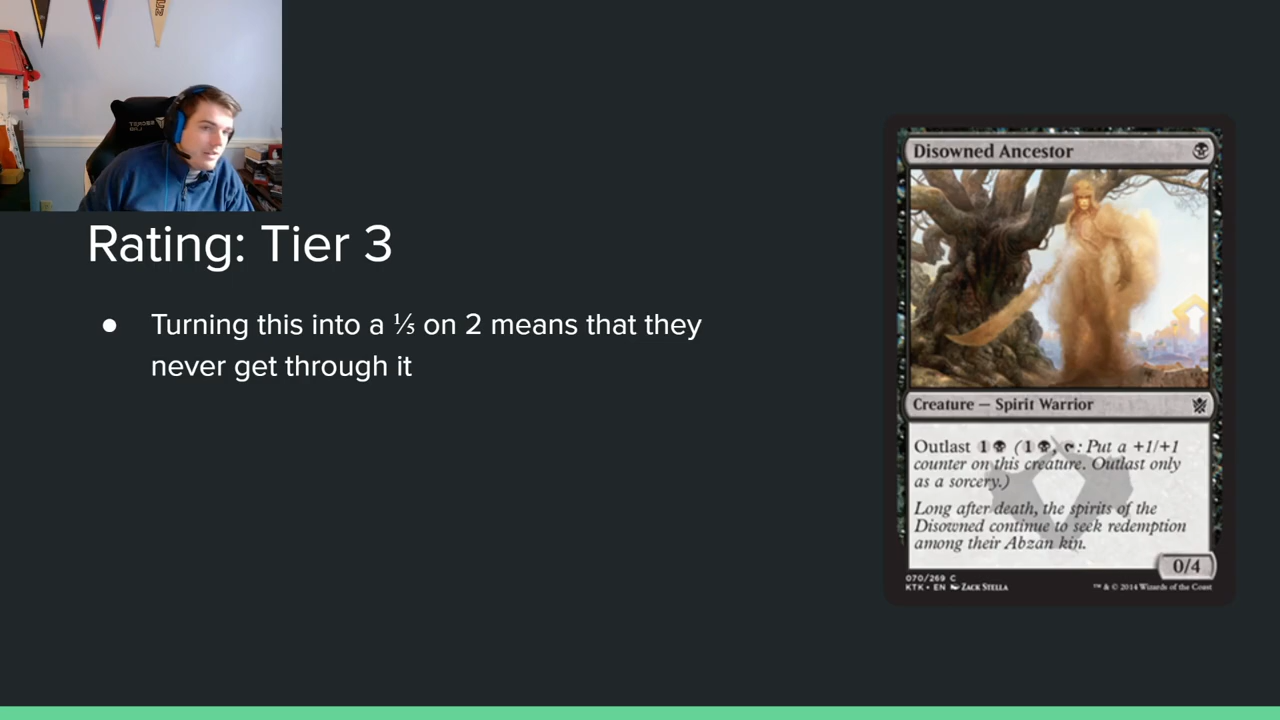 Rating: Tier 3
● Turning this into a ⅕ on 2 means that they
never get through it
Disowned Ancestor
Creature — Spirit Warrior
Outlast 1 (1, : Put a +1/+1
counter on this creature. Outlast only
as a sorcery.)
Long after death, the spirits of the
Disowned continue to seek redemption
among their Abzan kin.
0/4
070/269 C
KTK • EN ZACK STELLA
™ & © 2014 Wizards of the Coast